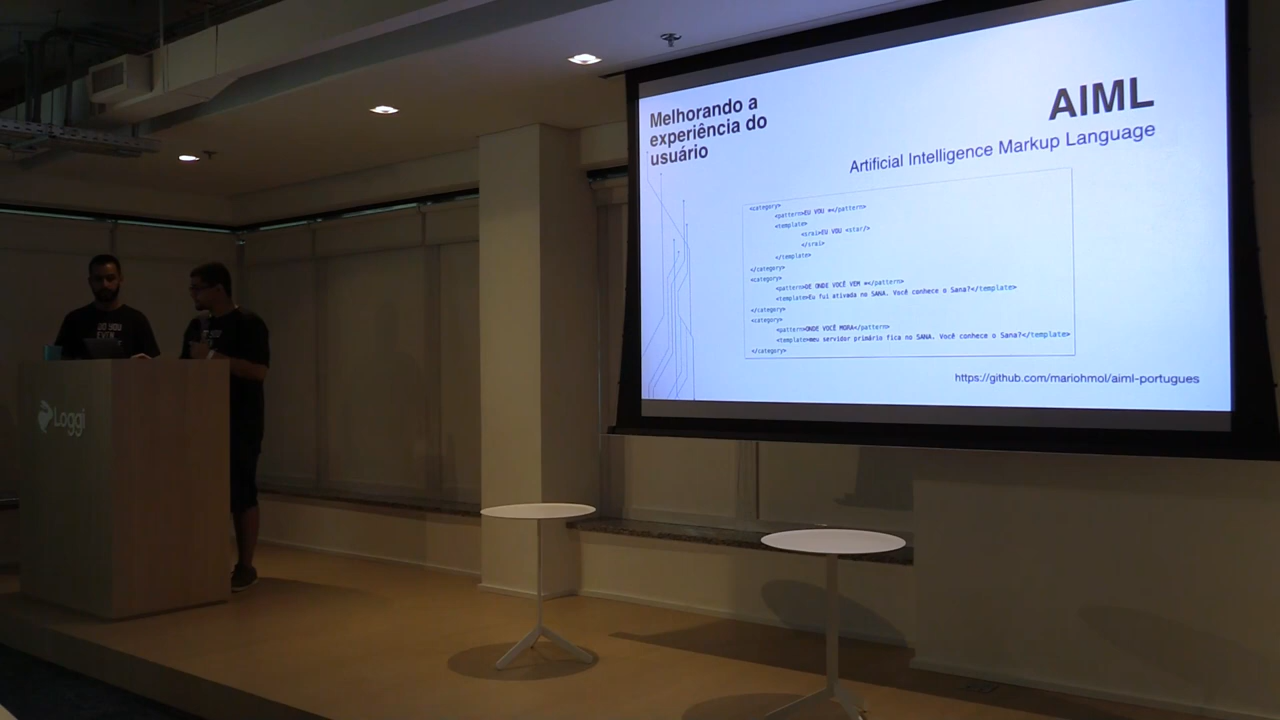 Melhorando a
experiência do
usuário
AIML
Artificial Intelligence Markup Language
<category>
<pattern>EU VOU *</pattern>
<template>
<srai>EU VOU <star/>
</srai>
</template>
</category>
<category>
<pattern>DE ONDE VOCÊ VEM *</pattern>
<template>Eu fui ativada no SANA. Você conhece o Sana?</template>
</category>
<category>
<pattern>ONDE VOCÊ MORA</pattern>
<template>meu servidor primário fica no SANA. Você conhece o Sana?</template>
</category>
https://github.com/mariohmol/aiml-portugues
DO YOU
EVEN
Loggi